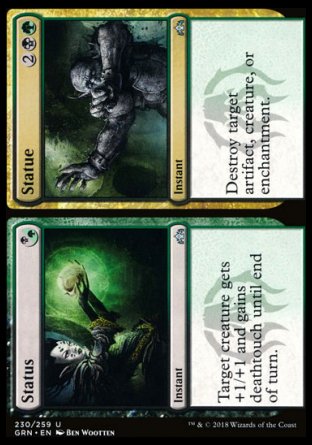 Statue
2
Instant
Destroy target
artifact, creature, or
enchantment.
Status
Instant
Target creature gets
+1/+1 and gains
deathtouch until end
of turn.
230/259 U
GRN • EN Ben Wootten
™ & © 2018 Wizards of the Coast